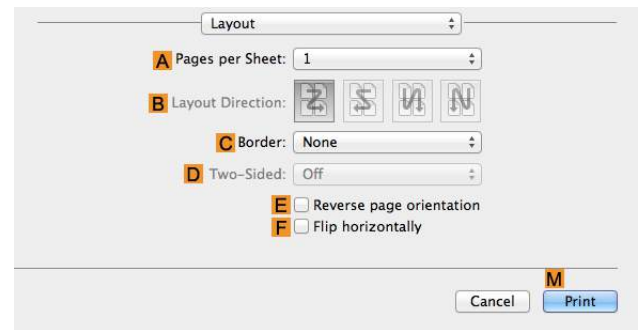 Layout
A Pages per Sheet: 1
B Layout Direction:
C Border: None
D Two-Sided: Off
E Reverse page orientation
F Flip horizontally
M
Cancel Print